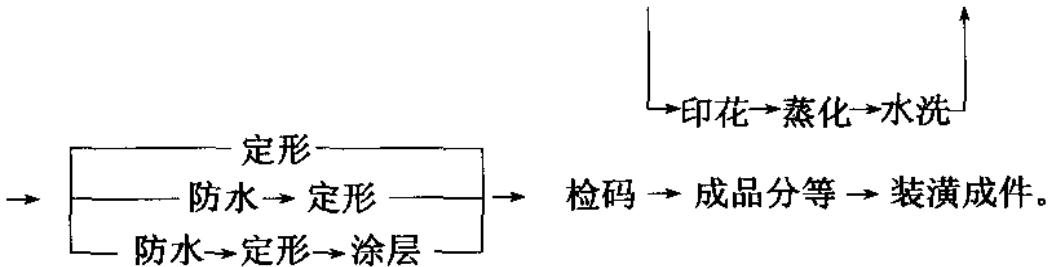 印花→蒸化→水洗
定形
→ 防水→定形 → 检码→成品分等→装潢成件。
防水→定形→涂层